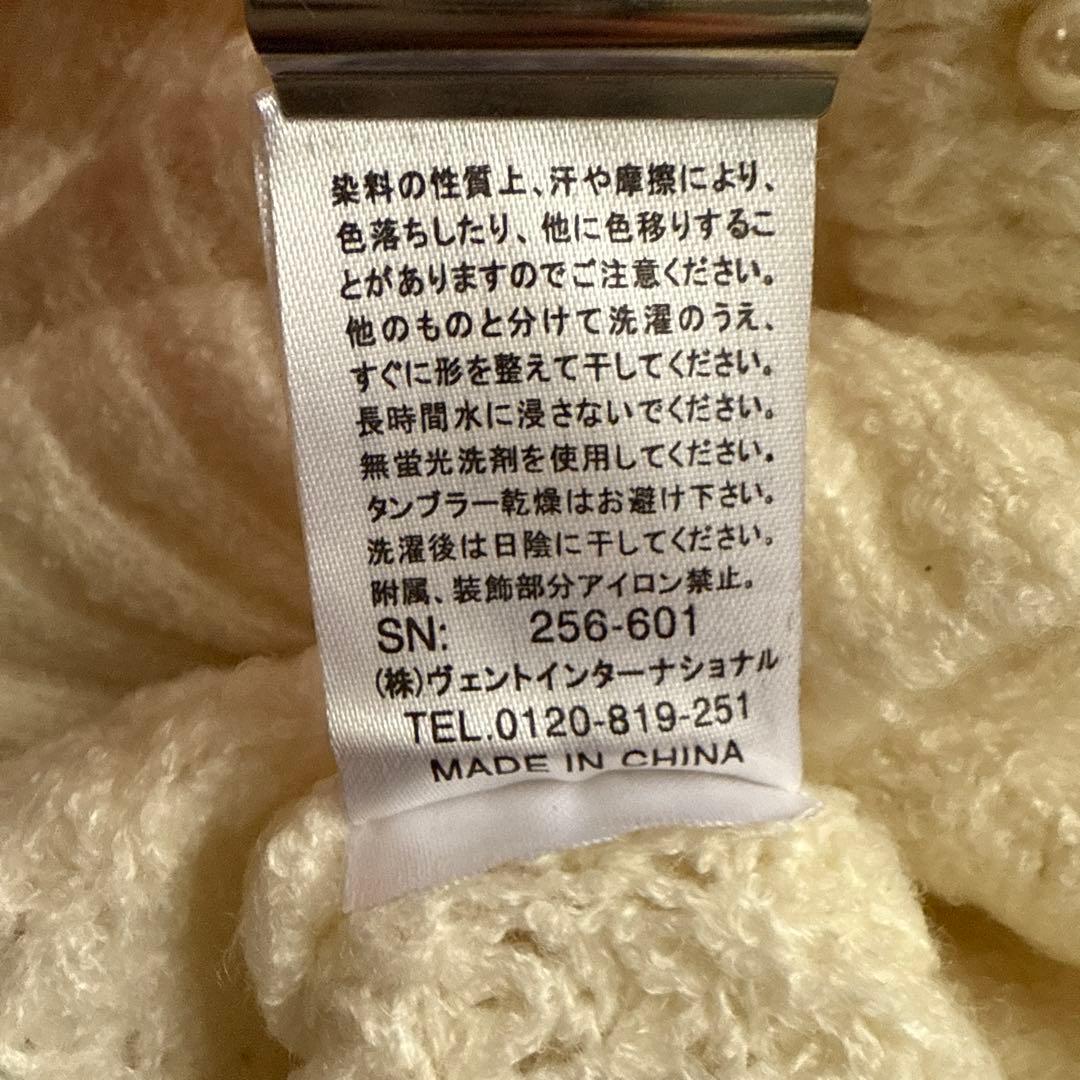 染料の性質上、汗や摩擦により、
色落ちしたり、他に色移りするこ
とがありますのでご注意ください。
他のものと分けて洗濯のうえ、
すぐに形を整えて干してください。
長時間水に浸さないでください。
無蛍光洗剤を使用してください。
タンブラー乾燥はお避け下さい。
洗濯後は日陰に干してください。
附属、装飾部分アイロン禁止。
SN: 256-601
(株)ヴェントインターナショナル
TEL.0120-819-251
MADE IN CHINA